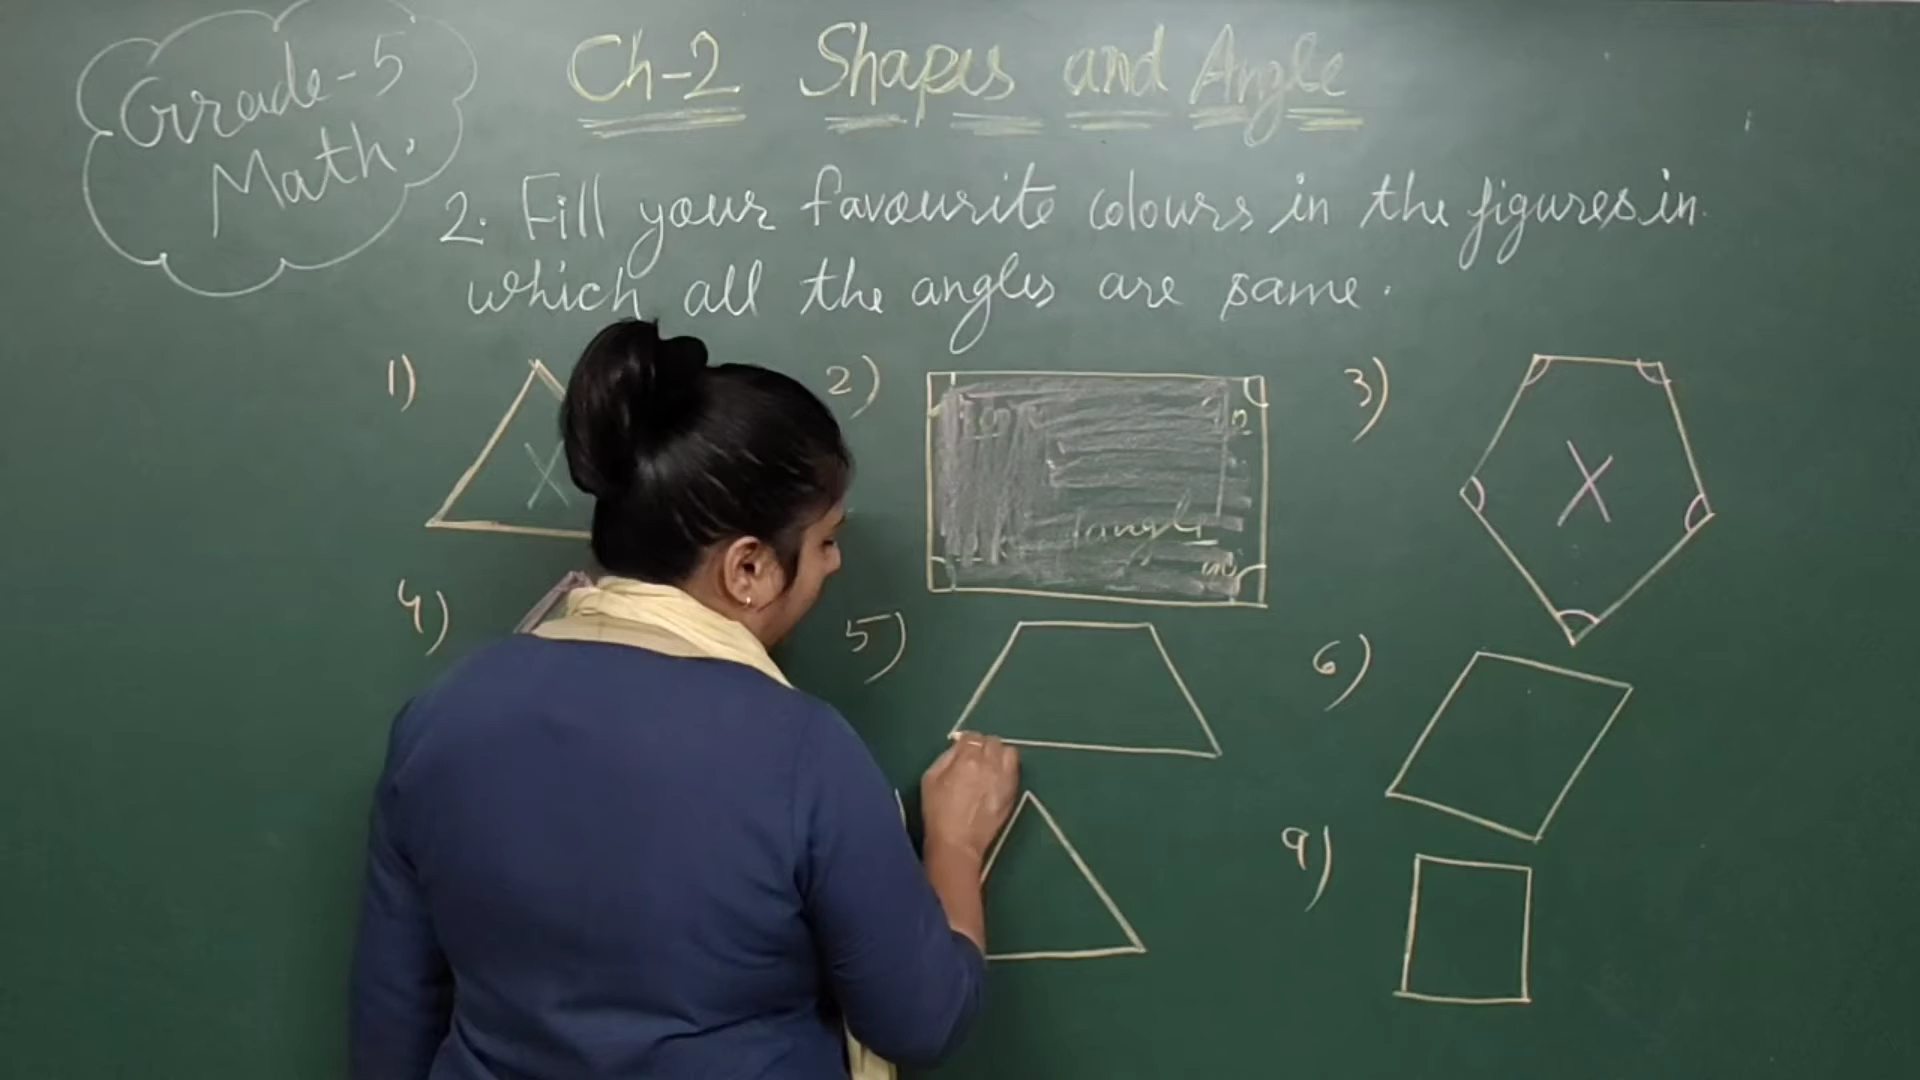 Grade-5
Math.
Ch-2 Shapes and Angle
2. Fill your favourite colours in the figures in
which all the angles are same.
1)
2)
3)
X
X
4)
5)
6)
9)